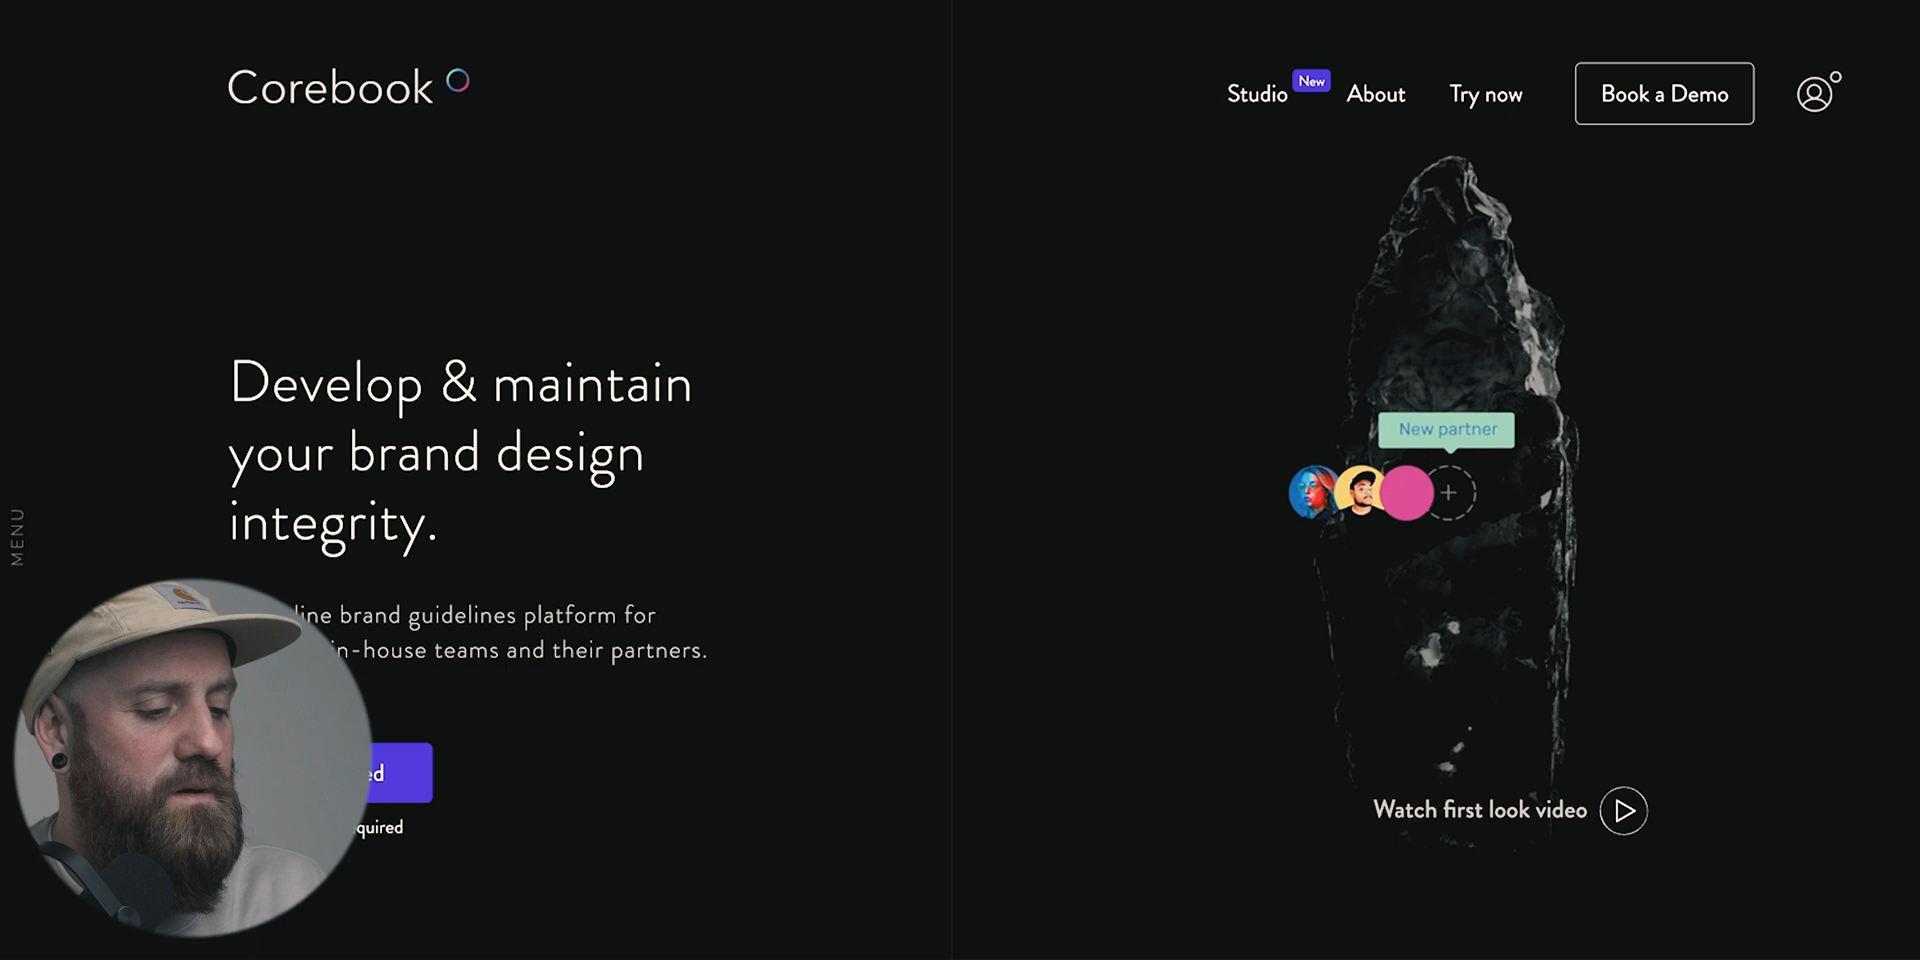 Corebook
Studio
New
About
Try now
Book a Demo
Develop & maintain
your brand design
integrity.
brand guidelines platform for
in-house teams and their partners.
New partner
MENU
Watch first look video